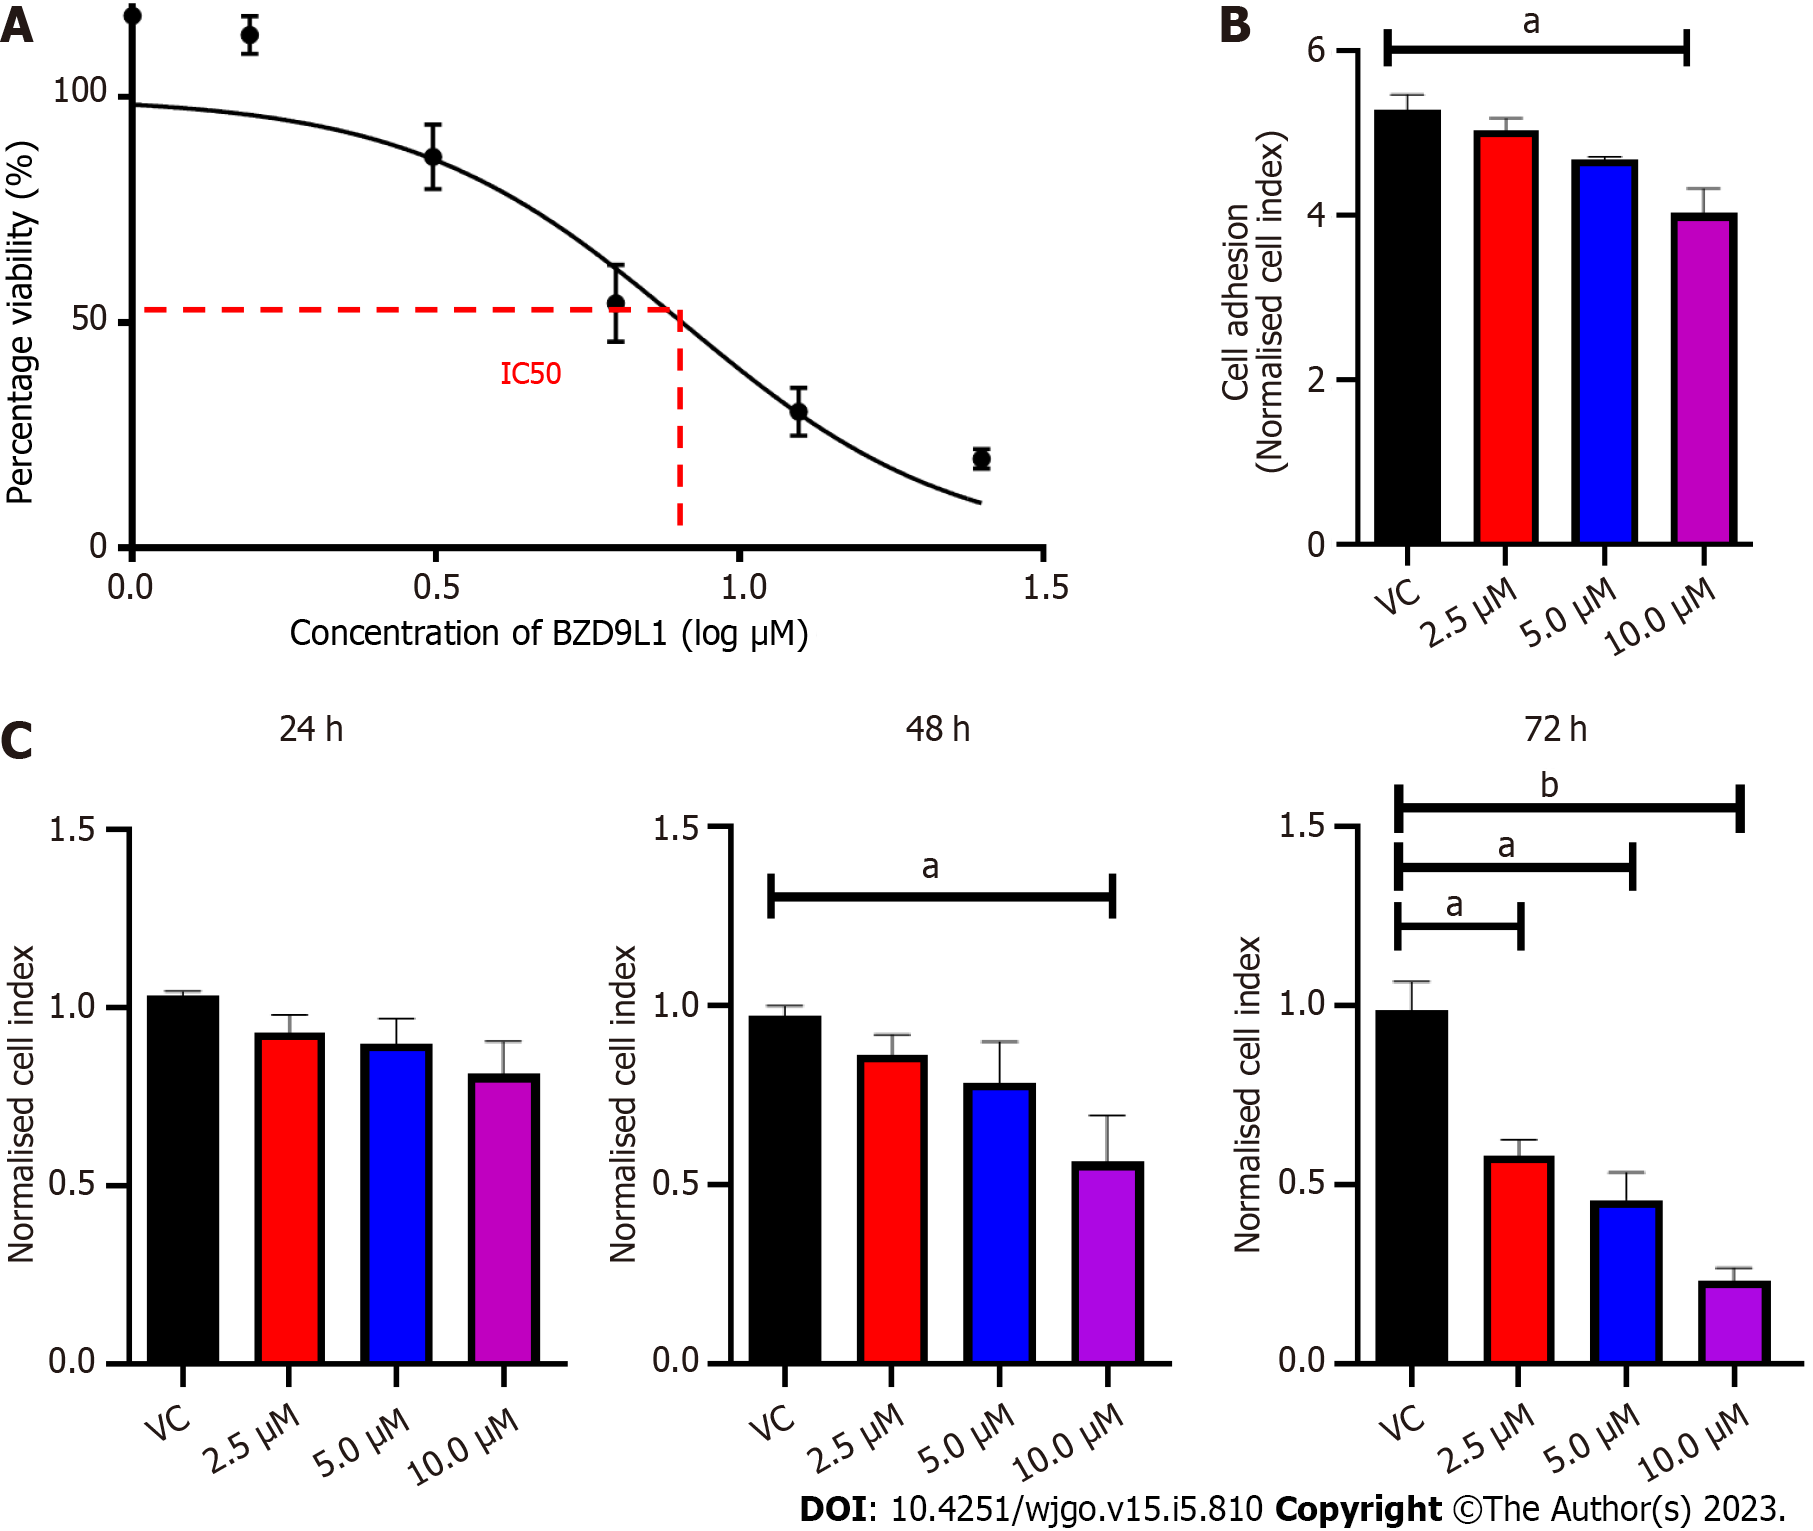 A
Percentage viability (%)
100
50
0
IC50
0.0 0.5 1.0 1.5
Concentration of BZD9L1 (log µM)
B
a
Cell adhesion
(Normalised cell index)
6
4
2
0
VC 2.5 µM 5.0 µM 10.0 µM
C
24 h
Normalised cell index
1.5
1.0
0.5
0.0
VC 2.5 µM 5.0 µM 10.0 µM
48 h
a
Normalised cell index
1.5
1.0
0.5
0.0
VC 2.5 µM 5.0 µM 10.0 µM
72 h
b
a
a
Normalised cell index
1.5
1.0
0.5
0.0
VC 2.5 µM 5.0 µM 10.0 µM
DOI: 10.4251/wjgo.v15.i5.810 Copyright ©The Author(s) 2023.